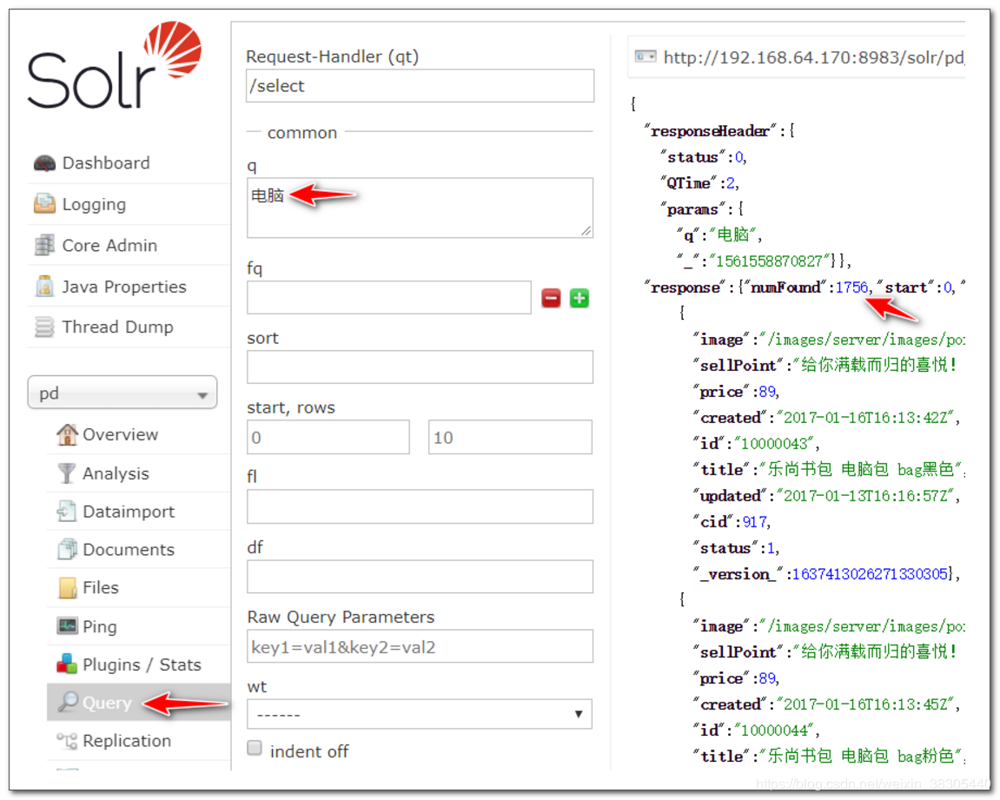 Solr
Dashboard
Logging
Core Admin
Java Properties
Thread Dump
pd
Overview
Analysis
Dataimport
Documents
Files
Ping
Plugins / Stats
Query
Replication
Request-Handler (qt)
/select
common
q
电脑
fq
sort
start, rows
0
10
fl
df
Raw Query Parameters
key1=val1&key2=val2
wt
------
indent off
http://192.168.64.170:8983/solr/pd
{
"responseHeader":{
"status":0,
"QTime":2,
"params":{
"q":"电脑",
"_":"1561558870827"}},
"response":{"numFound":1756,"start":0,"
{
"image":"/images/server/images/po
"sellPoint":"给你满载而归的喜悦!
"price":89,
"created":"2017-01-16T16:13:42Z",
"id":"10000043",
"title":"乐尚书包 电脑包 bag黑色",
"updated":"2017-01-13T16:16:57Z",
"cid":917,
"status":1,
"_version_":1637413026271330305},
{
"image":"/images/server/images/po
"sellPoint":"给你满载而归的喜悦!
"price":89,
"created":"2017-01-16T16:13:45Z",
"id":"10000044",
"title":"乐尚书包 电脑包 bag粉色",
https://blog.csdn.net/weixin_38305440